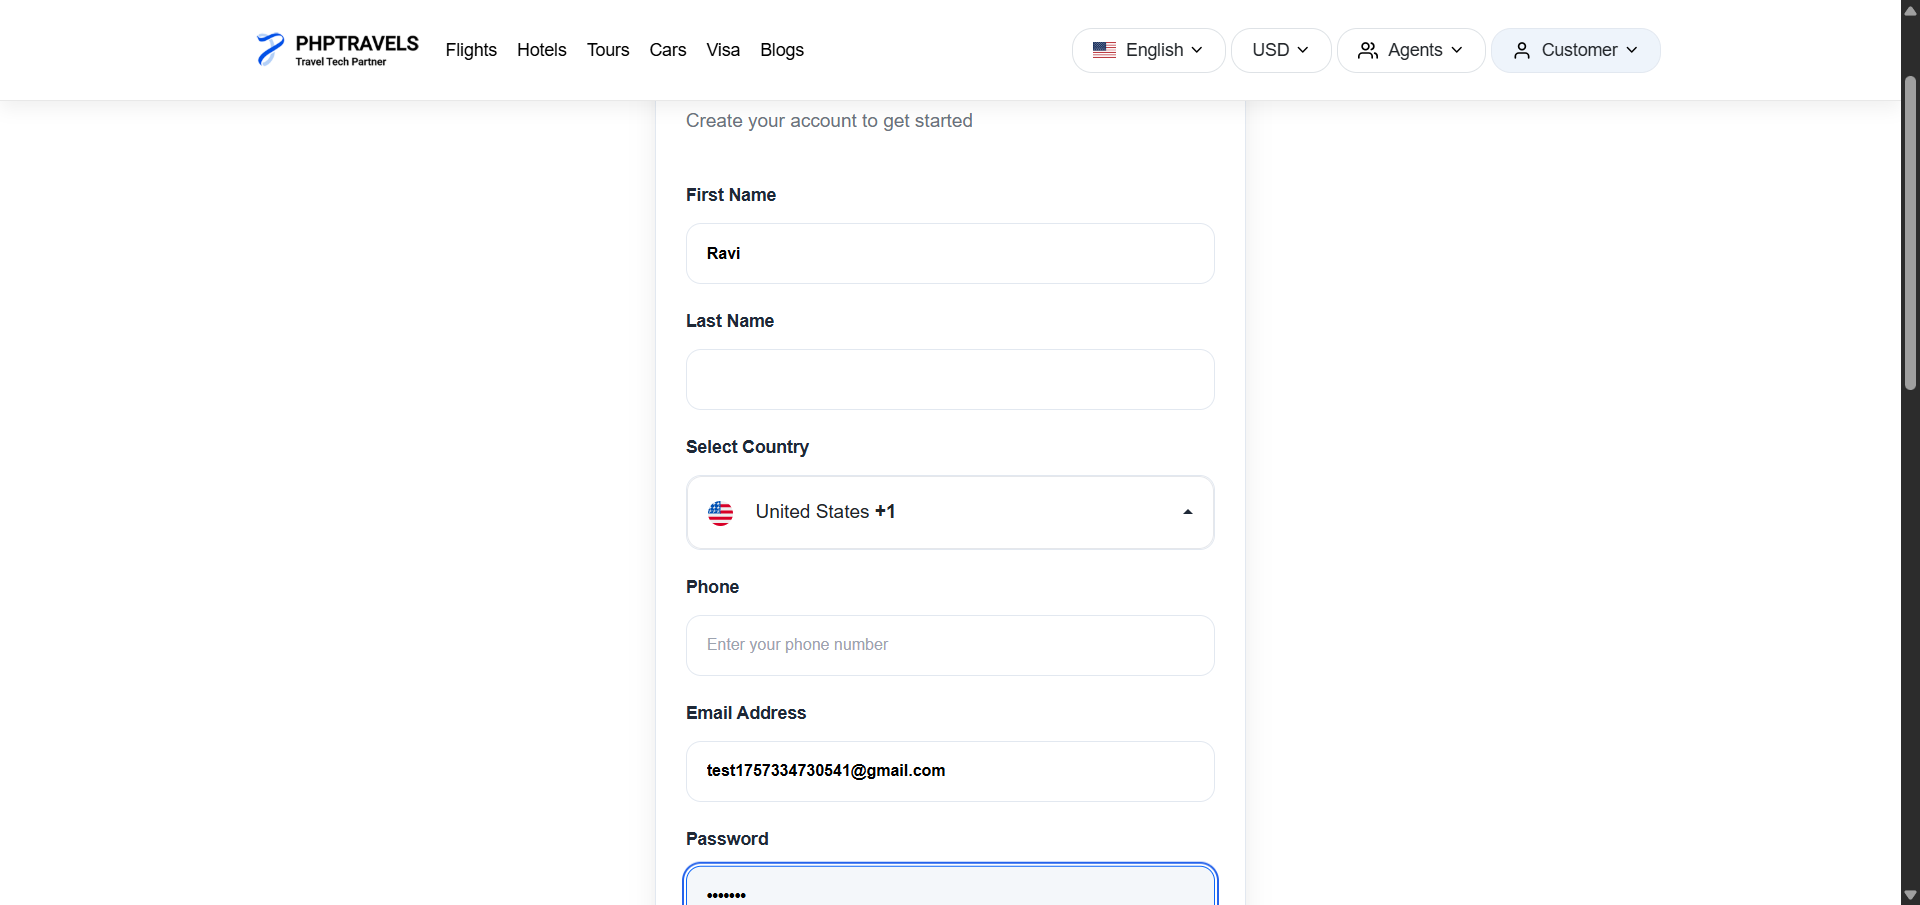 PHPTRAVELS
Travel Tech Partner
Flights Hotels Tours Cars Visa Blogs
English USD Agents Customer
Create your account to get started
First Name
Ravi
Last Name
Select Country
United States +1
Phone
Enter your phone number
Email Address
test1757334730541@gmail.com
Password
•••••••